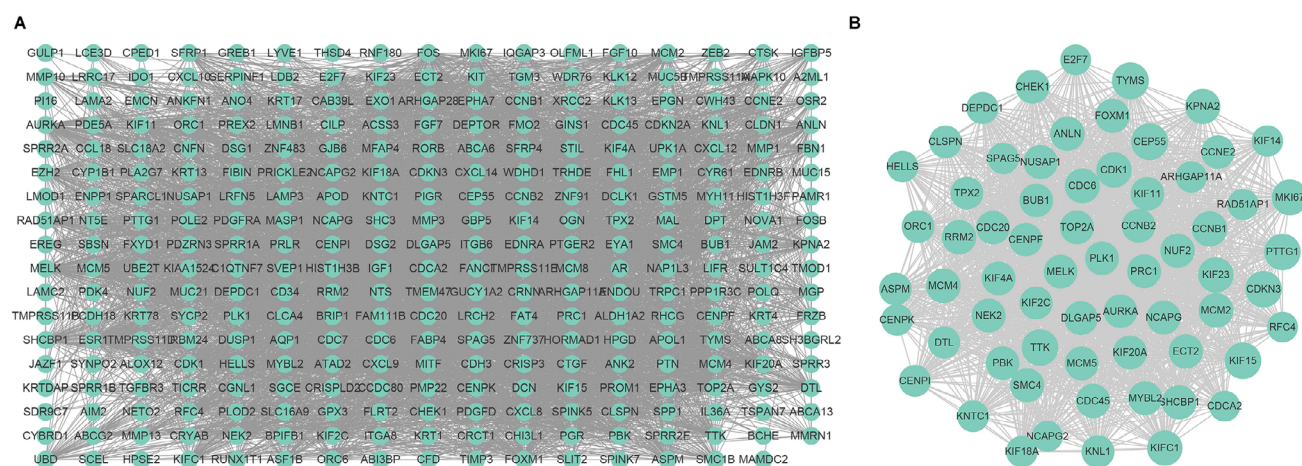 A
B
GULP1 LCE3D CPED1 SFRP1 GREB1 LYVE1 THSD4 RNF180 FOS MKI67 IQGAP3 OLFML1 FGF10 MCM2 ZEB2 CTSK IGFBP5
MMP10 LRRC17 IDO1 CXCL10 SERPINF1 LDB2 E2F7 KIF23 ECT2 KIT TGM3 WDR76 KLK12 MUC5B MAPK10 A2ML1
PI16 LAMA2 EMCN ANKFN1 ANO4 KRT17 CAB39L EXO1 ARHGAP28 EPHA7 CCNB1 XRCC2 KLK13 EPGN CWH43 CCNE2 OSR2
AURKA PDE5A KIF11 ORC1 PREX2 LMNB1 CILP ACSS3 FGF7 DEPTOR FMO2 GINS1 CDC45 CDKN2A KNL1 CLDN1 ANLN
SPRR2A CCL18 SLC18A2 CNFN DSG1 ZNF483 GJB6 MFAP4 RORB ABCA6 SFRP4 STIL KIF4A UPK1A CXCL12 MMP1 FBN1
EZH2 CYP1B1 PLA2G7 KRT13 FIBIN PRICKLE2 NCAPG2 KIF18A CDKN3 CXCL14 WDHD1 TRHDE FHL1 EMP1 CYR61 EDNRB MUC15
LMOD1 ENPP1 SPARCL1 NUSAP1 LRFN5 LAMP3 APOD KNTC1 PIGR CEP55 CCNB2 ZNF91 DCLK1 GSTM5 MYH11 HIST1H3F PAMR1
RAD51AP1 NT5E PTTG1 POLE2 PDGFRA MASP1 NCAPG SHC3 MMP3 GBP5 KIF14 OGN TPX2 MAL DPT NOVA1 FOSB
EREG SBSN FXYD1 PDZRN3 SPRR1A PRLR CENPI DSG2 DLGAP5 ITGB6 EDNRA PTGER2 EYA1 SMC4 BUB1 JAM2 KPNA2
MELK MCM5 UBE2T KIAA1524 C1QTNF7 SVEP1 HIST1H3B IGF1 CDCA2 FANCI TMPRSS11E MCM8 AR NAP1L3 LIFR SULT1C4 TMOD1
LAMC2 PDK4 NUF2 MUC21 DEPDC1 CD34 RRM2 NTS TMEM47 GUCY1A2 CRNN ARHGAP11A ENDOU TRPC1 PPP1R3C POLQ MGP
TMPRSS11B PCDH18 KRT78 SYCP2 PLK1 CLCA4 BRIP1 FAM111B CDC20 LRCH2 FAT4 PRC1 ALDH1A2 RHCG CENPF KRT4 FRZB
SHCBP1 ESR1 TMPRSS11D RBM24 DUSP1 AQP1 CDC7 CDC6 FABP4 SPAG5 ZNF737 HORMAD1 HPGD APOL1 TYMS ABCA8 SH3BGRL2
JAZF1 SYNPO2 ALOX12 CDK1 HELLS MYBL2 ATAD2 CXCL9 MITF CDH3 CRISP3 CTGF ANK2 PTN MCM4 KIF20A SPRR3
KRTDAP SPRR1B TGFBR3 TICRR CGNL1 SGCE CRISPLD2 CCDC80 PMP22 CENPK DCN KIF15 PROM1 EPHA3 TOP2A GYS2 DTL
SDR9C7 AIM2 NETO2 RFC4 PLOD2 SLC16A9 GPX3 FLRT2 CHEK1 PDGFD CXCL8 SPINK5 CLSPN SPP1 IL36A TSPAN7 ABCA13
CYBRD1 ABCG2 MMP13 CRYAB NEK2 BPIFB1 KIF2C ITGA8 KRT1 CRCT1 CHI3L1 PGR PBK SPRR2E TTK BCHE MMRN1
UBD SCEL HPSE2 KIFC1 RUNX1T1 ASF1B ORC6 ABI3BP CFD TIMP3 FOXM1 SLIT2 SPINK7 ASPM SMC1B MAMDC2
E2F7
CHEK1 TYMS
DEPDC1 FOXM1 KPNA2
CLSPN ANLN CEP55 KIF14
HELLS SPAG5 NUSAP1 CDK1 CCNE2
TPX2 CDC6 KIF11 ARHGAP11A
BUB1 RAD51AP1 MKI67
ORC1 RRM2 CDC20 CENPF TOP2A CCNB2 CCNB1 PTTG1
PLK1 NUF2
ASPM MCM4 KIF4A MELK PRC1 KIF23 CDKN3
CENPK NEK2 KIF2C DLGAP5 AURKA NCAPG MCM2 RFC4
DTL TTK KIF20A ECT2 KIF15
CENPI PBK MCM5
SMC4 CDC45 MYBL2 SHCBP1 CDCA2
KNTC1 NCAPG2
KIF18A KNL1 KIFC1